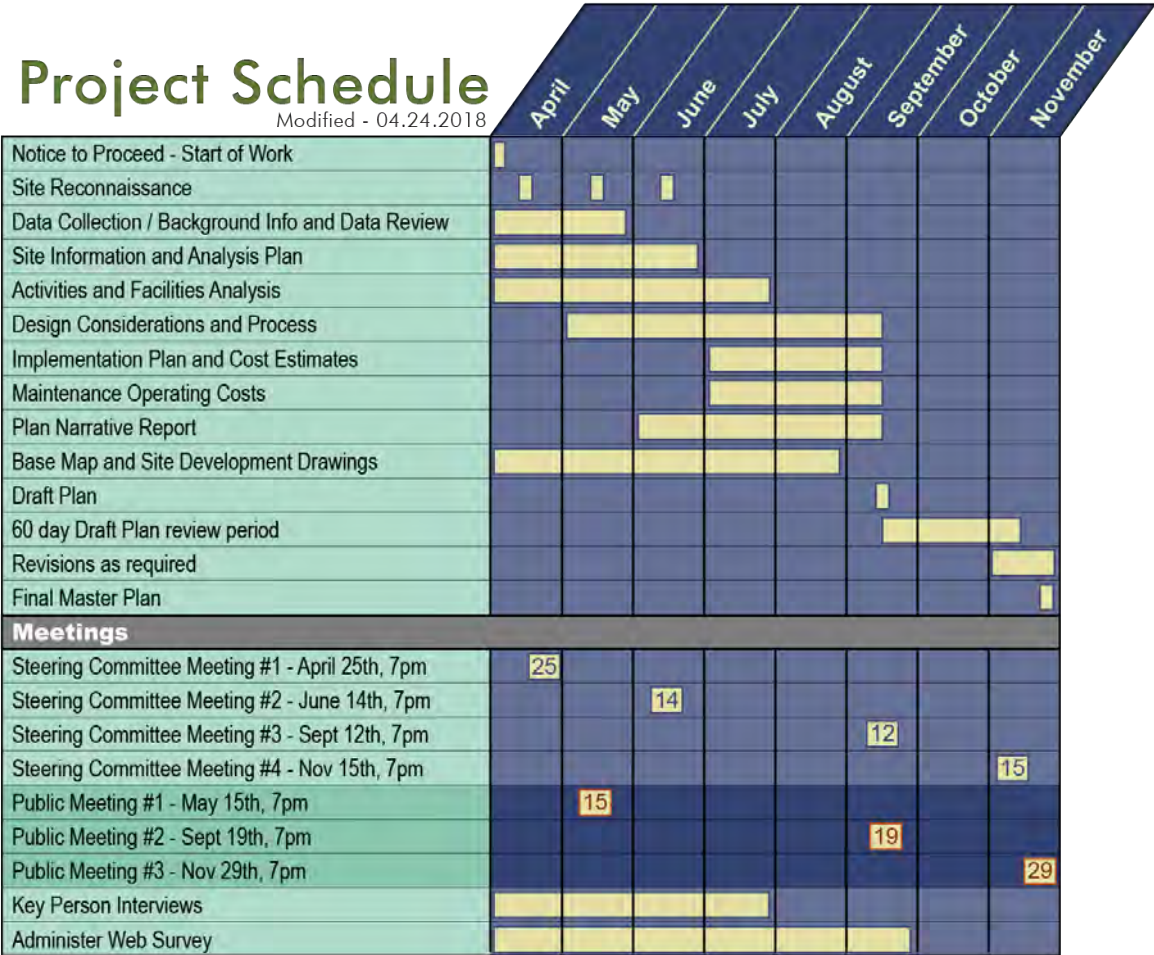 Project Schedule
Modified - 04.24.2018
April
May
June
July
August
September
October
November
Notice to Proceed - Start of Work
Site Reconnaissance
Data Collection / Background Info and Data Review
Site Information and Analysis Plan
Activities and Facilities Analysis
Design Considerations and Process
Implementation Plan and Cost Estimates
Maintenance Operating Costs
Plan Narrative Report
Base Map and Site Development Drawings
Draft Plan
60 day Draft Plan review period
Revisions as required
Final Master Plan
Meetings
Steering Committee Meeting #1 - April 25th, 7pm 25
Steering Committee Meeting #2 - June 14th, 7pm 14
Steering Committee Meeting #3 - Sept 12th, 7pm 12
Steering Committee Meeting #4 - Nov 15th, 7pm 15
Public Meeting #1 - May 15th, 7pm 15
Public Meeting #2 - Sept 19th, 7pm 19
Public Meeting #3 - Nov 29th, 7pm 29
Key Person Interviews
Administer Web Survey